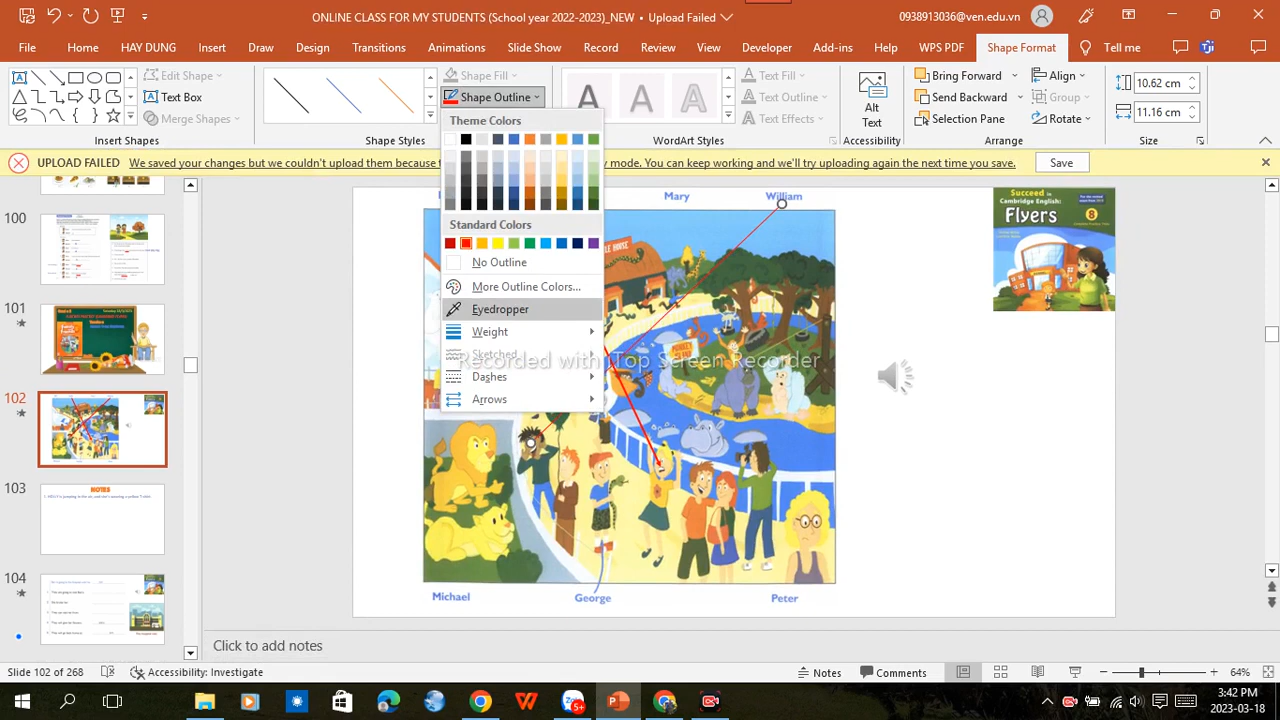 ONLINE CLASS FOR MY STUDENTS (School year 2022-2023)_NEW • Upload Failed
0938913036@ven.edu.vn
File Home HAY DUNG Insert Draw Design Transitions Animations Slide Show Record Review View Developer Add-ins Help WPS PDF Shape Format Tell me
Edit Shape
Text Box
Merge Shapes
Insert Shapes
Shape Fill
Shape Outline
Shape Styles
A A A
Text Fill
Text Outline
Text Effects
WordArt Styles
Alt
Text
Accessibility
Bring Forward
Send Backward
Selection Pane
Align
Group
Rotate
Arrange
10.62 cm
11.16 cm
Size
UPLOAD FAILED We saved your changes but we couldn't upload them because
mode. You can keep working and we'll try uploading again the next time you save.
Save
Theme Colors
Standard Colors
No Outline
More Outline Colors...
Eyedropper
Weight
Sketched
Dashes
Arrows
Recorded with Top Screen Recorder
100
101
102
103
NOTES
104
Mary
William
HOUSE
Michael
George
Peter
Succeed in
Cambridge English:
Flyers
8
Click to add notes
Slide 102 of 268
Accessibility: Investigate
Notes
Comments
64%
5+
3:42 PM
2023-03-18